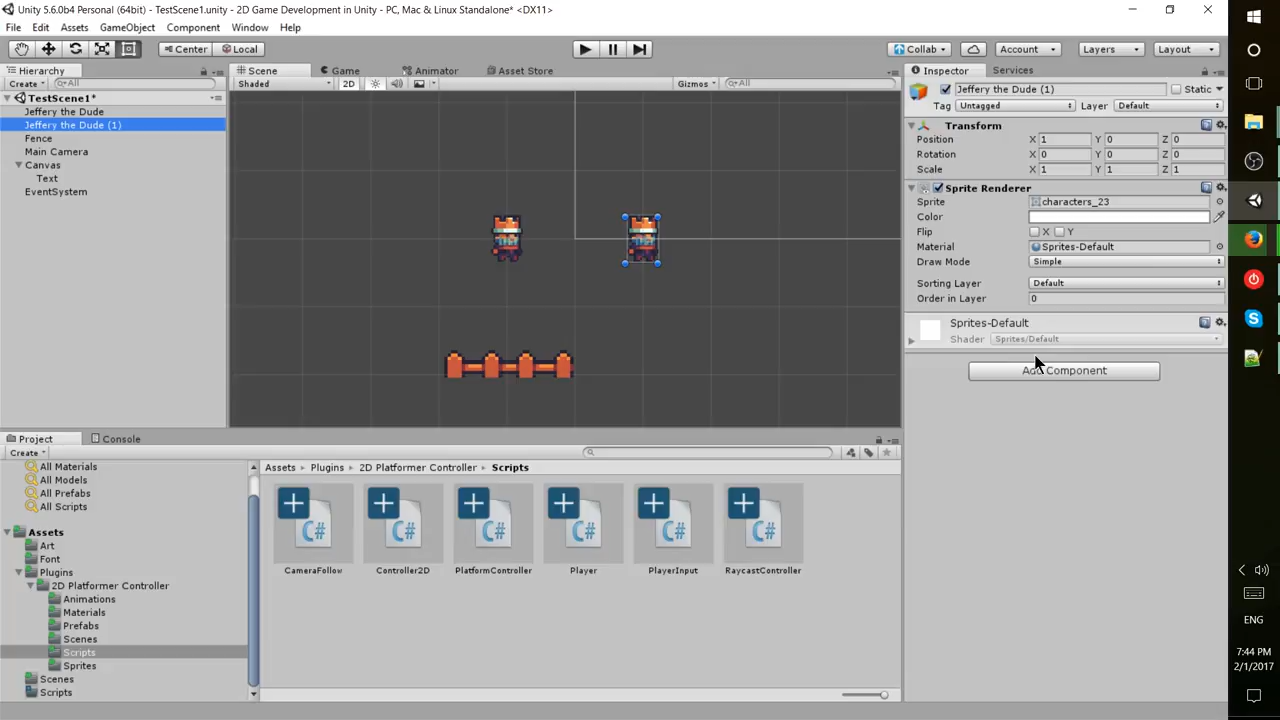 Unity 5.6.0b4 Personal (64bit) - TestScene1.unity - 2D Game Development in Unity - PC, Mac & Linux Standalone* <DX11>
File Edit Assets GameObject Component Window Help
Center Local Collab Account Layers Layout
Hierarchy
Create All
TestScene1*
Jeffery the Dude
Jeffery the Dude (1)
Fence
Main Camera
Canvas
Text
EventSystem
Scene Game Animator Asset Store
Shaded 2D Gizmos All
Inspector Services
Jeffery the Dude (1) Static
Tag Untagged Layer Default
Transform
Position X 1 Y 0 Z 0
Rotation X 0 Y 0 Z 0
Scale X 1 Y 1 Z 1
Sprite Renderer
Sprite characters_23
Color
Flip X Y
Material Sprites-Default
Draw Mode Simple
Sorting Layer Default
Order in Layer 0
Sprites-Default
Shader Sprites/Default
Add Component
Project Console
Create
All Materials
All Models
All Prefabs
All Scripts
Assets
Art
Font
Plugins
2D Platformer Controller
Animations
Materials
Prefabs
Scenes
Scripts
Sprites
Scenes
Scripts
Assets Plugins 2D Platformer Controller Scripts
C# C# C# C# C# C#
CameraFollow Controller2D PlatformController Player PlayerInput RaycastController
ENG
7:44 PM
2/1/2017